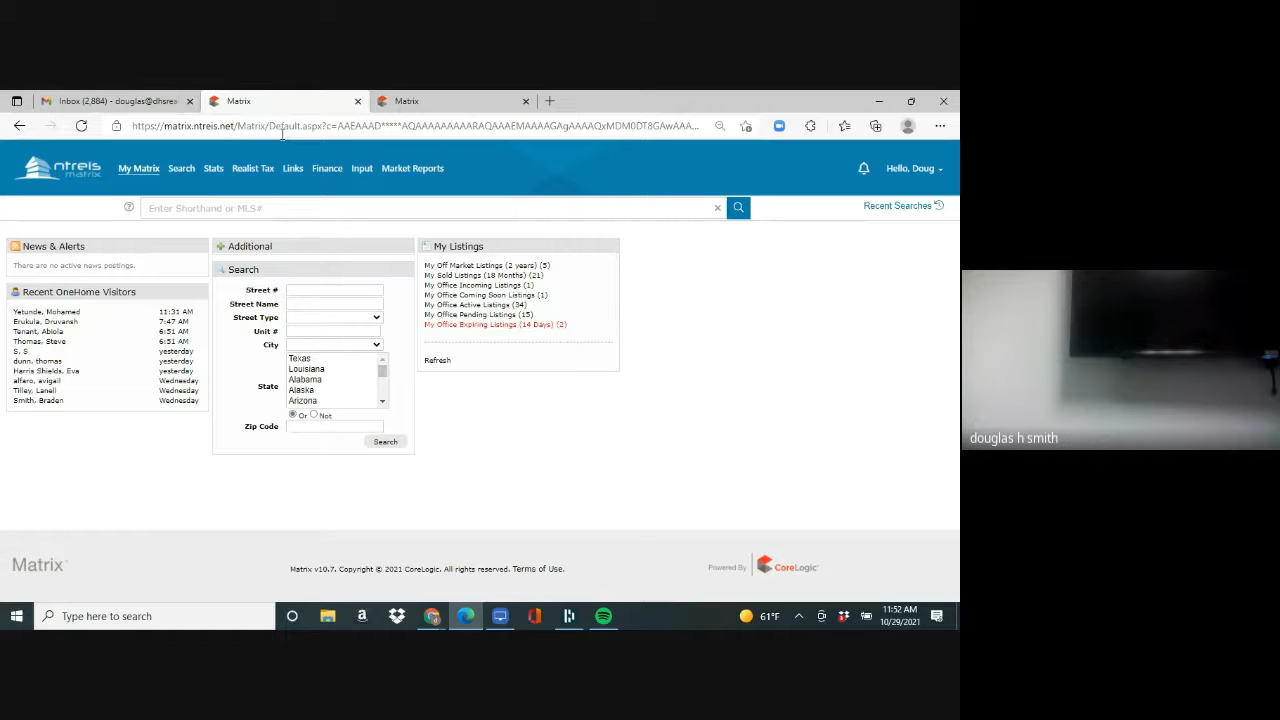 Inbox (2,884) - douglas@dhsrea
Matrix
Matrix
https://matrix.ntreis.net/Matrix/Default.aspx?c=AAEAAAD*****AQAAAAAAAAARAQAAAEMAAAAGAgAAAAQxMDM0DT8GAwAAA...
ntreis
matrix
My Matrix Search Stats Realist Tax Links Finance Input Market Reports
Hello, Doug
Enter Shorthand or MLS#
Recent Searches
News & Alerts
There are no active news postings.
Recent OneHome Visitors
Yetunde, Mohamed 11:31 AM
Erukula, Druvansh 7:47 AM
Tenant, Abiola 6:51 AM
Thomas, Steve 6:51 AM
S, S yesterday
dunn, thomas yesterday
Harris Shields, Eva yesterday
alfaro, avigail Wednesday
Tilley, Lanell Wednesday
Smith, Braden Wednesday
Additional
Search
Street #
Street Name
Street Type
Unit #
City
State
Texas
Louisiana
Alabama
Alaska
Arizona
Or Not
Zip Code
Search
My Listings
My Off Market Listings (2 years) (5)
My Sold Listings (18 Months) (21)
My Office Incoming Listings (1)
My Office Coming Soon Listings (1)
My Office Active Listings (34)
My Office Pending Listings (15)
My Office Expiring Listings (14 Days) (2)
Refresh
Matrix
Matrix v10.7. Copyright © 2021 CoreLogic. All rights reserved. Terms of Use.
Powered By CoreLogic
Type here to search
61°F
11:52 AM
10/29/2021
douglas h smith